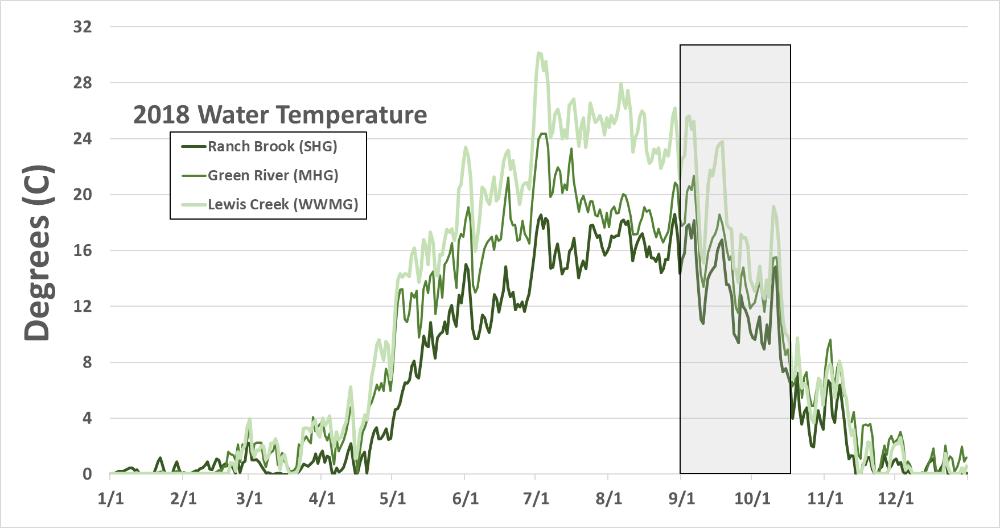 32
28
24
20
16
12
8
4
0
Degrees (C)
2018 Water Temperature
Ranch Brook (SHG)
Green River (MHG)
Lewis Creek (WWMG)
1/1 2/1 3/1 4/1 5/1 6/1 7/1 8/1 9/1 10/1 11/1 12/1